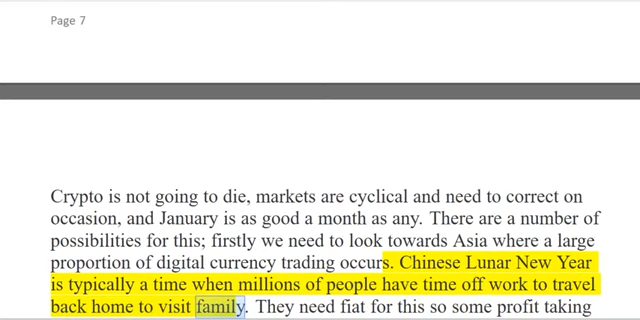 Page 7
Crypto is not going to die, markets are cyclical and need to correct on
occasion, and January is as good a month as any. There are a number of
possibilities for this; firstly we need to look towards Asia where a large
proportion of digital currency trading occurs. Chinese Lunar New Year
is typically a time when millions of people have time off work to travel
back home to visit family. They need fiat for this so some profit taking